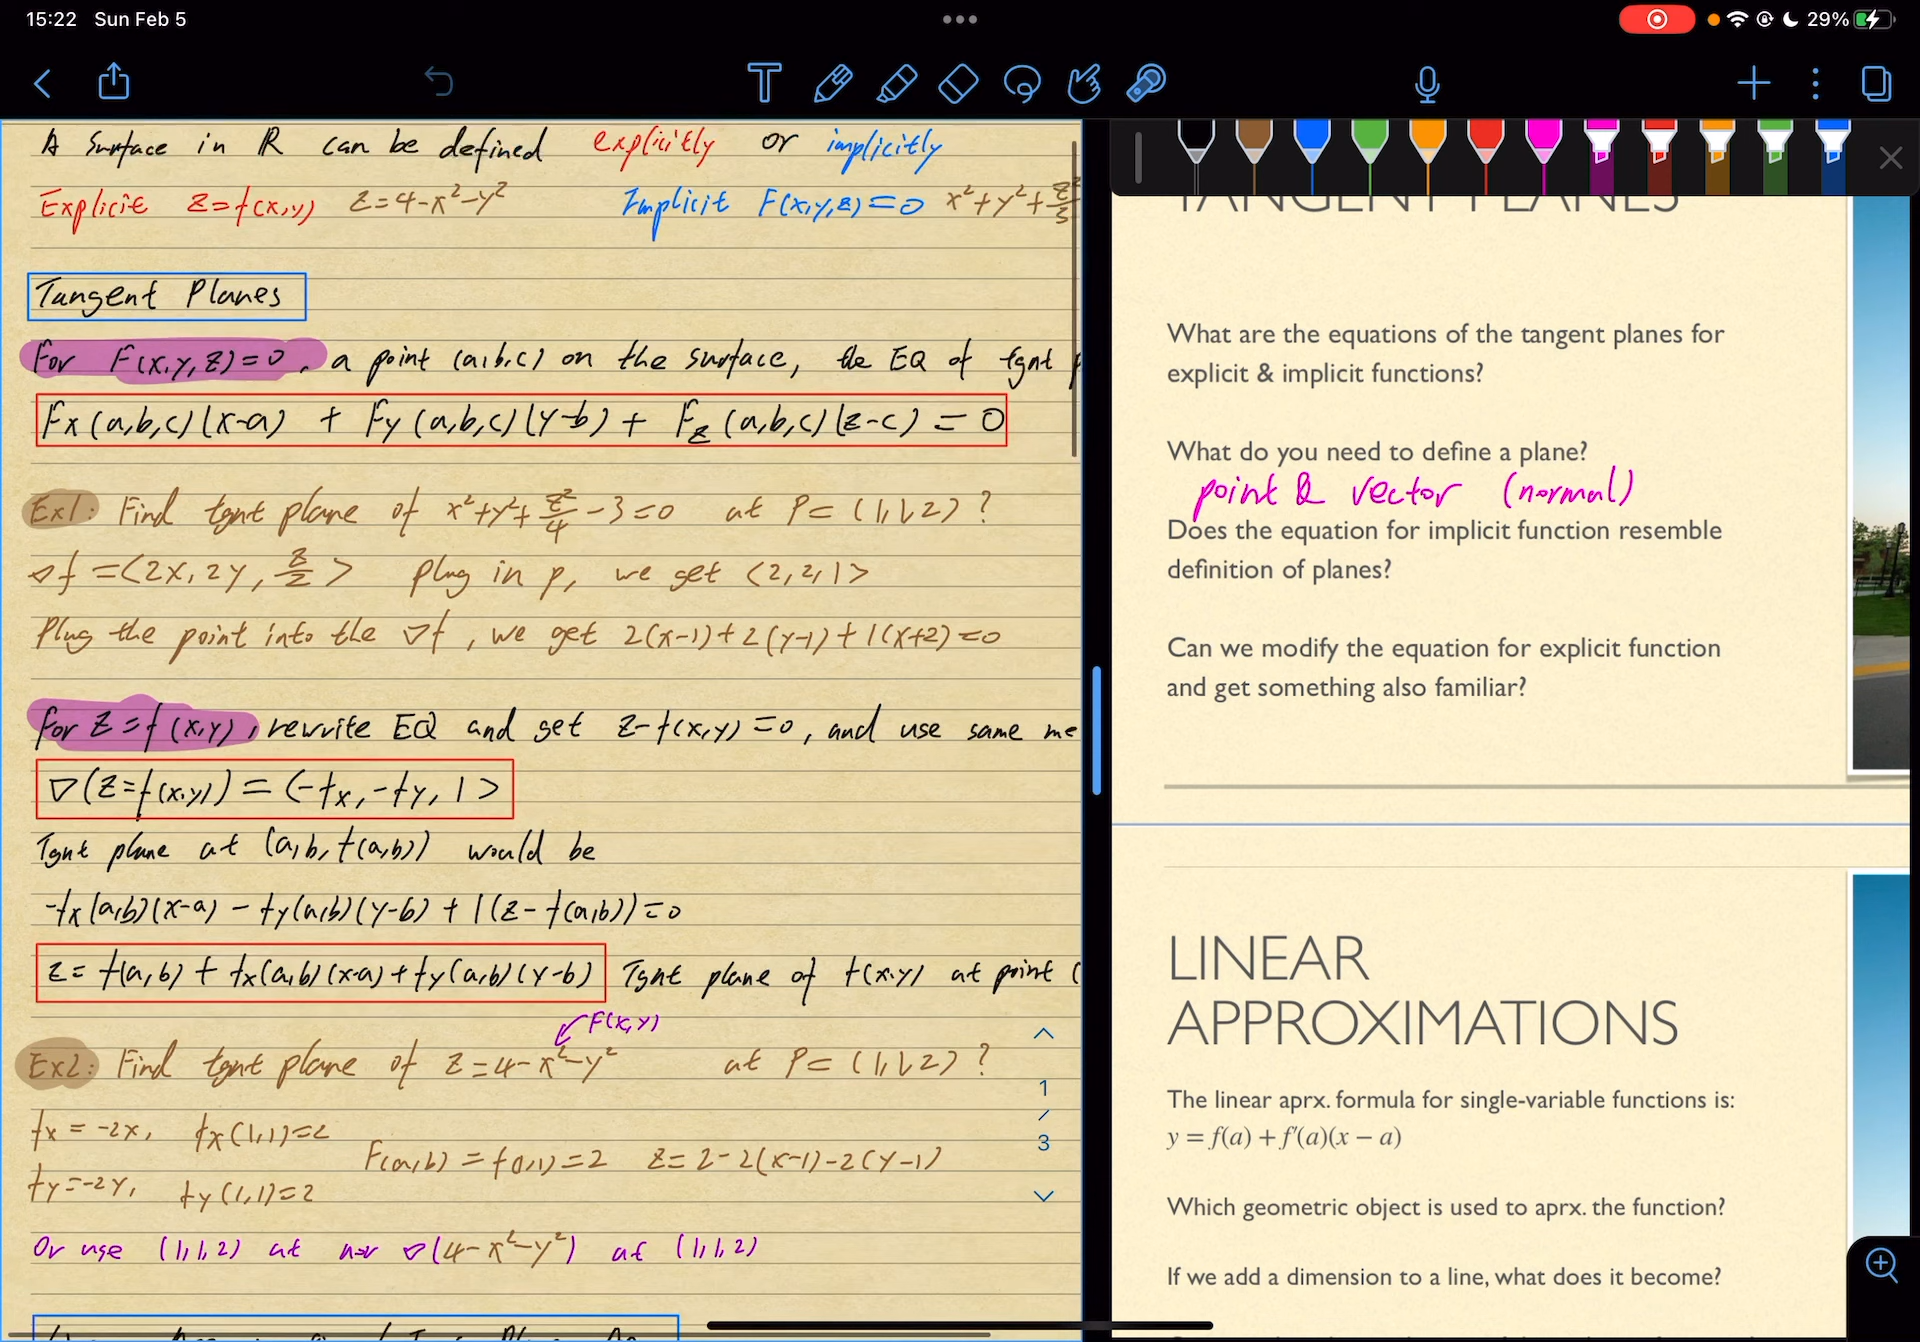 15:22 Sun Feb 5
29%
A Surface in R can be defined explicitly or implicitly
Explicit z=f(x,y) z=4-x²-y² Implicit F(x,y,z)=0 x²+y²+z²/3
Tangent Planes
For F(x,y,z)=0, a point (a,b,c) on the surface, the EQ of tgnt
Fx(a,b,c)(x-a) + Fy(a,b,c)(y-b) + Fz(a,b,c)(z-c) = 0
Ex1: Find tgnt plane of x²+y²+z²/4-3=0 at P=(1,1,2)?
∇f=<2x,2y,z/2> plug in p, we get <2,2,1>
Plug the point into the ∇f, we get 2(x-1)+2(y-1)+1(x+2)=0
for z=f(x,y), rewrite EQ and get z-f(x,y)=0, and use same me
∇(z=f(x,y))=<-fx,-fy,1>
Tgnt plane at (a,b,f(a,b)) would be
-fx(a,b)(x-a) - fy(a,b)(y-b) + 1(z-f(a,b))=0
z= f(a,b) + fx(a,b)(x-a)+fy(a,b)(y-b) Tgnt plane of f(x,y) at point (
F(x,y)
Ex2: Find tgnt plane of z=4-x²-y² at P=(1,1,2)?
fx=-2x, fx(1,1)=2
F(a,b)=f(1,1)=2 z=2-2(x-1)-2(y-1)
fy=-2y, fy(1,1)=2
Or use (1,1,2) at ∇(4-x²-y²) at (1,1,2)
1
/
3
TANGENT PLANES
What are the equations of the tangent planes for
explicit & implicit functions?
What do you need to define a plane?
point & vector (normal)
Does the equation for implicit function resemble
definition of planes?
Can we modify the equation for explicit function
and get something also familiar?
LINEAR
APPROXIMATIONS
The linear aprx. formula for single-variable functions is:
y = f(a) + f′(a)(x − a)
Which geometric object is used to aprx. the function?
If we add a dimension to a line, what does it become?